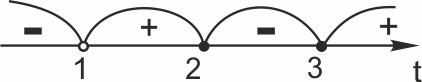 - + - +
1 2 3 t